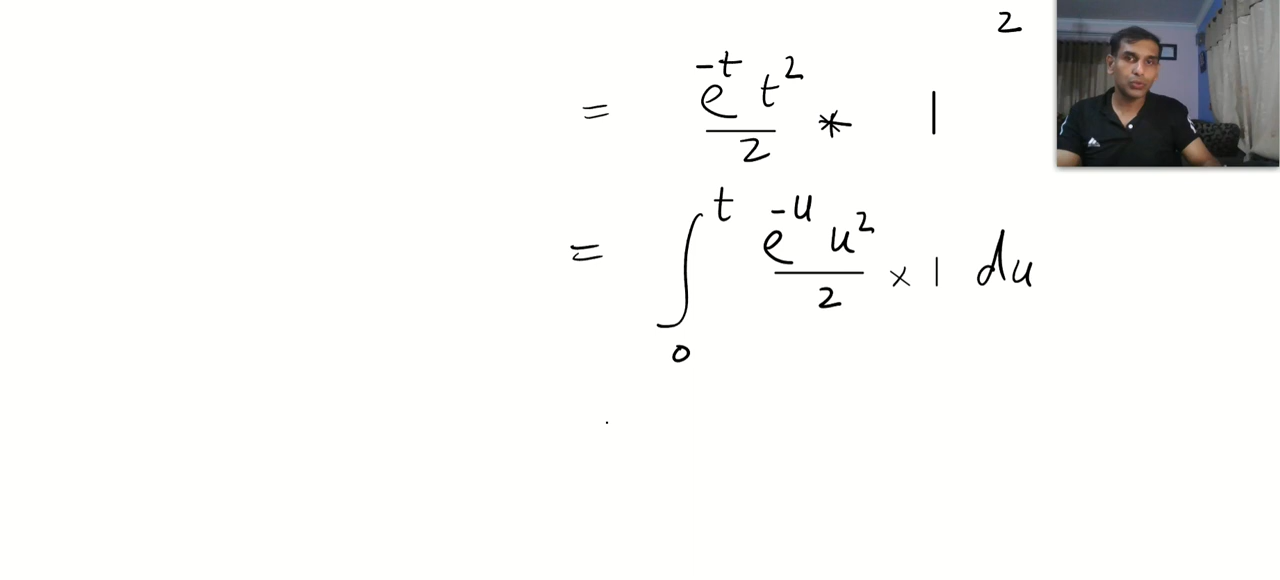 2
= e^{-t} t^2 / 2 * 1
= ∫_0^t e^{-u} u^2 / 2 × 1 du